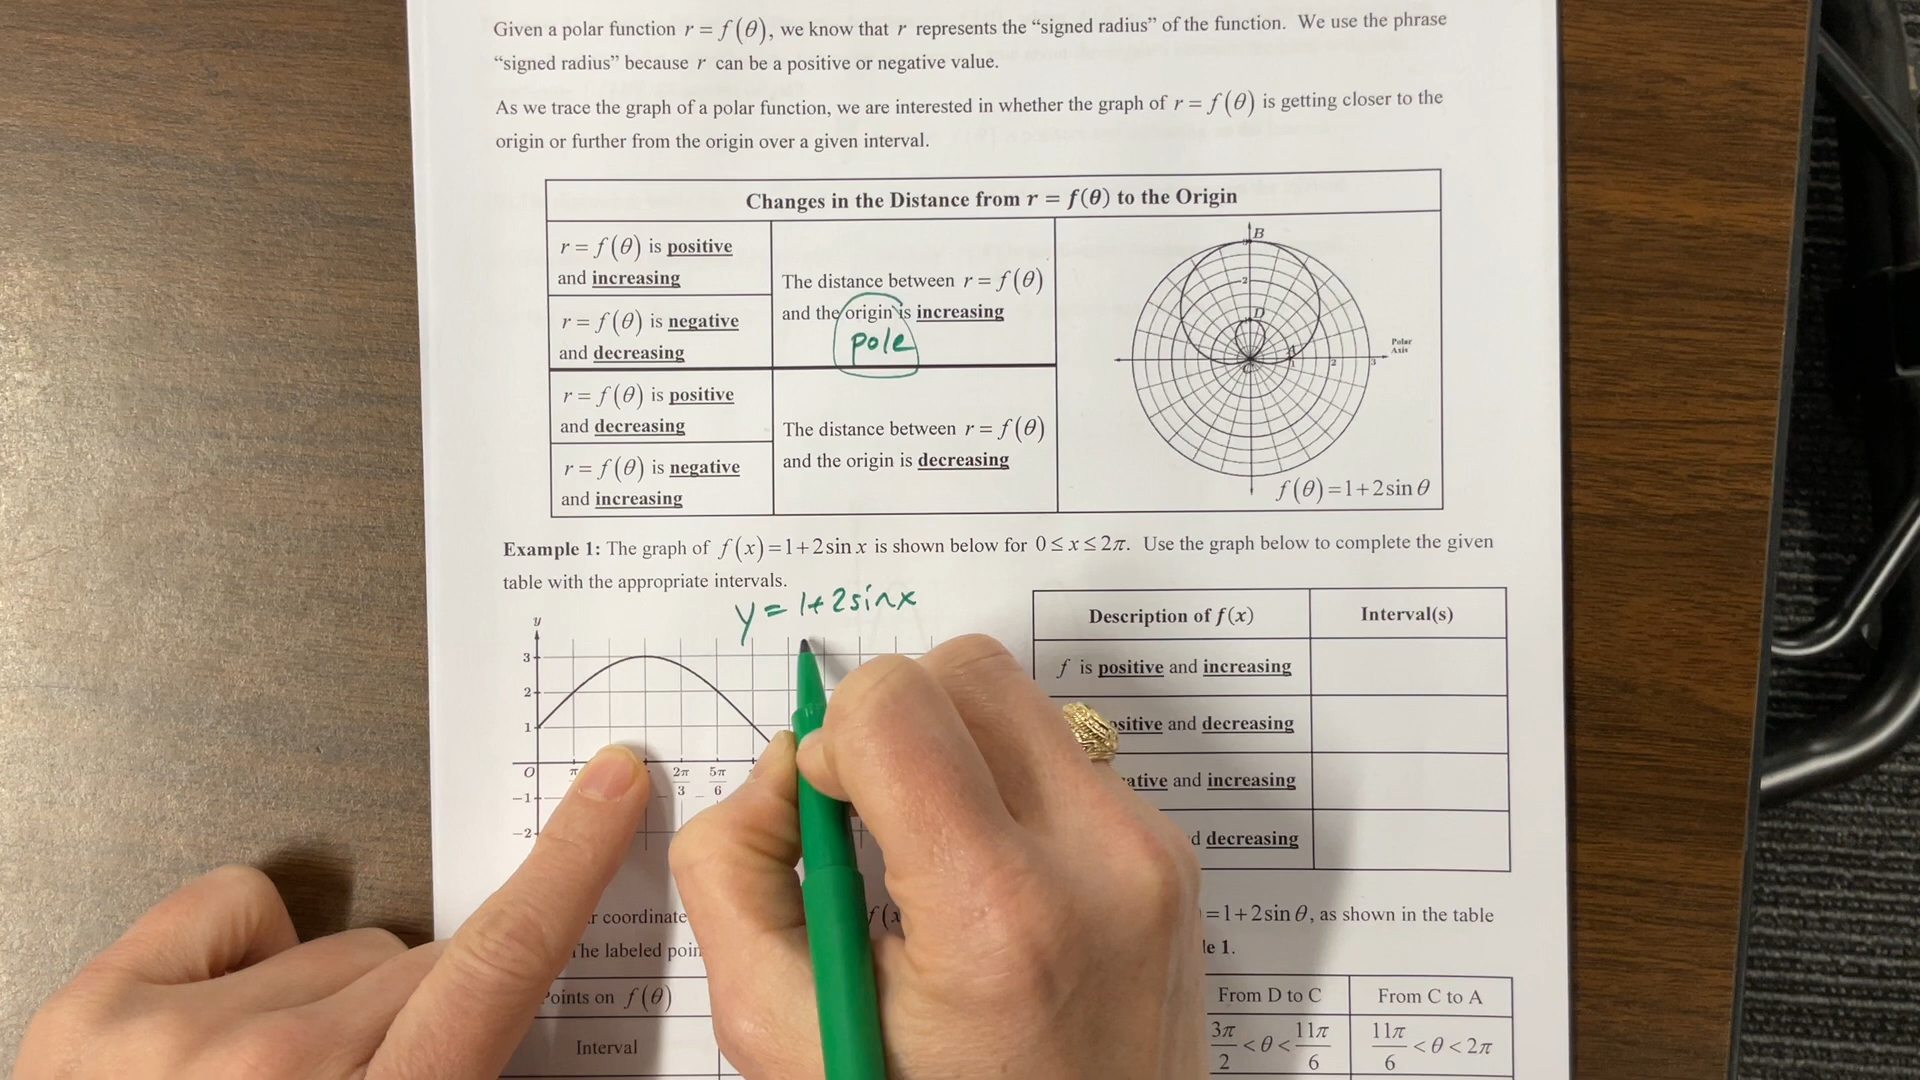 Given a polar function r = f(θ), we know that r represents the “signed radius” of the function. We use the phrase
“signed radius” because r can be a positive or negative value.
As we trace the graph of a polar function, we are interested in whether the graph of r = f(θ) is getting closer to the
origin or further from the origin over a given interval.
Changes in the Distance from r = f(θ) to the Origin
r = f(θ) is positive
and increasing
r = f(θ) is negative
and decreasing
The distance between r = f(θ)
and the origin is increasing
pole
r = f(θ) is positive
and decreasing
r = f(θ) is negative
and increasing
The distance between r = f(θ)
and the origin is decreasing
B
2
D
A
C
1 2 3
Polar
Axis
f(θ)=1+2sin θ
Example 1: The graph of f(x)=1+2sin x is shown below for 0≤x≤2π. Use the graph below to complete the given
table with the appropriate intervals.
y = 1+2sinx
y
3
2
1
O
-1
-2
π
2π/3 5π/6
Description of f(x) Interval(s)
f is positive and increasing
sitive and decreasing
ative and increasing
d decreasing
r coordinate f(x =1+2sin θ, as shown in the table
The labeled poin le 1.
Points on f(θ) From D to C From C to A
Interval 3π/2 <θ< 11π/6 11π/6 <θ<2π